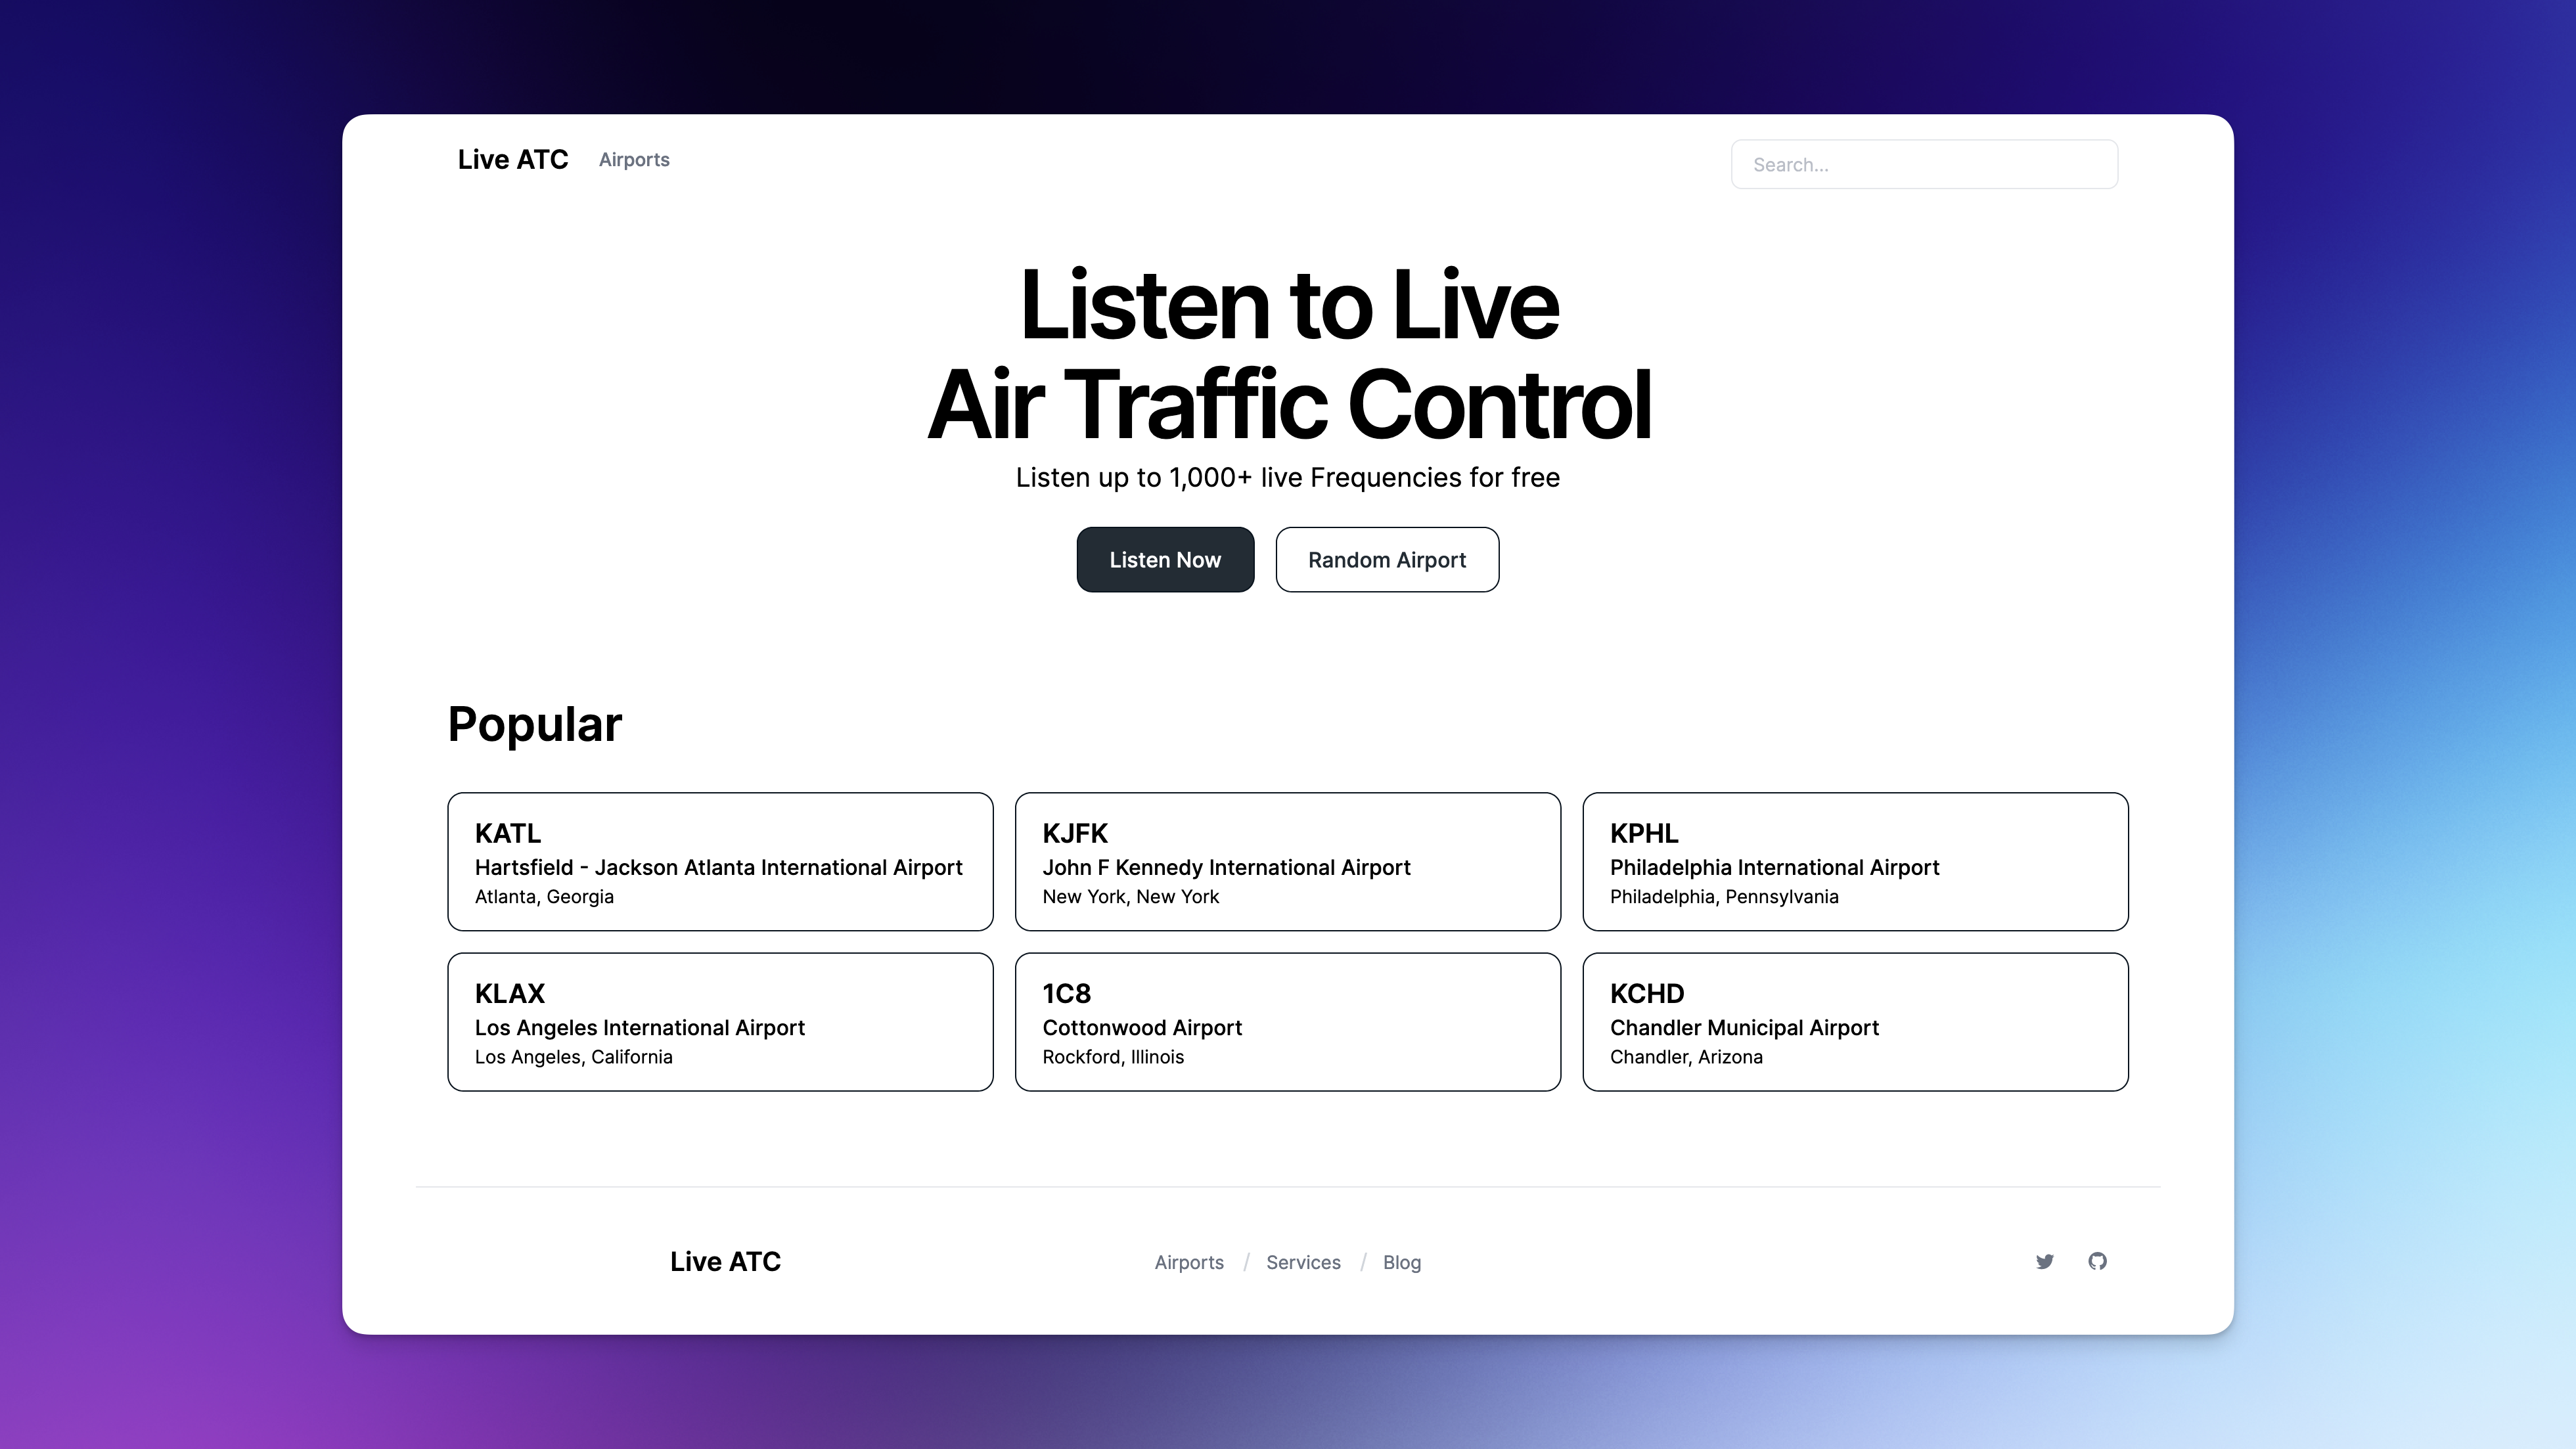 Live ATC
Airports
Search...
Listen to Live
Air Traffic Control
Listen up to 1,000+ live Frequencies for free
Listen Now
Random Airport
Popular
KATL
Hartsfield - Jackson Atlanta International Airport
Atlanta, Georgia
KJFK
John F Kennedy International Airport
New York, New York
KPHL
Philadelphia International Airport
Philadelphia, Pennsylvania
KLAX
Los Angeles International Airport
Los Angeles, California
1C8
Cottonwood Airport
Rockford, Illinois
KCHD
Chandler Municipal Airport
Chandler, Arizona
Live ATC
Airports / Services / Blog